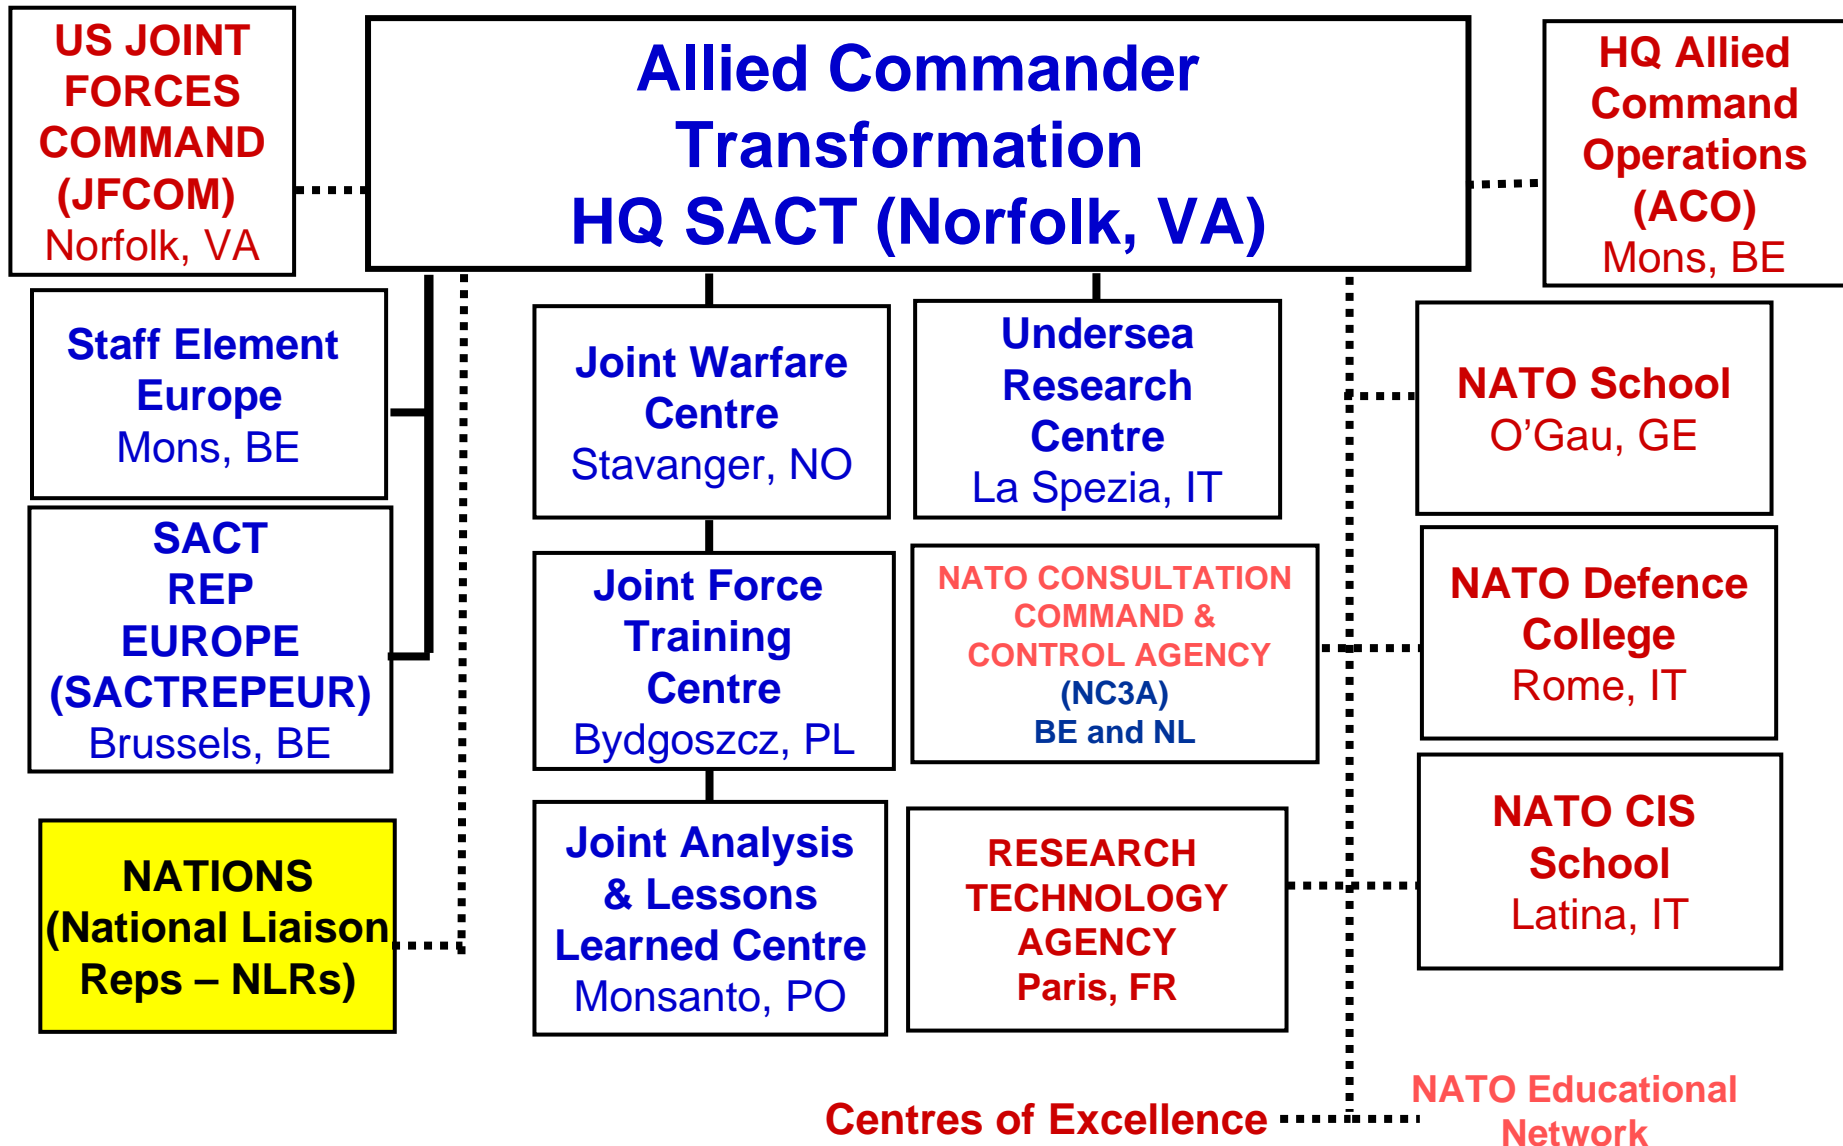 US JOINT
FORCES
COMMAND
(JFCOM)
Norfolk, VA
Allied Commander
Transformation
HQ SACT (Norfolk, VA)
HQ Allied
Command
Operations
(ACO)
Mons, BE
Staff Element
Europe
Mons, BE
SACT
REP
EUROPE
(SACTREPEUR)
Brussels, BE
NATIONS
(National Liaison
Reps – NLRs)
Joint Warfare
Centre
Stavanger, NO
Joint Force
Training
Centre
Bydgoszcz, PL
Joint Analysis
& Lessons
Learned Centre
Monsanto, PO
Undersea
Research
Centre
La Spezia, IT
NATO CONSULTATION
COMMAND &
CONTROL AGENCY
(NC3A)
BE and NL
RESEARCH
TECHNOLOGY
AGENCY
Paris, FR
NATO School
O’Gau, GE
NATO Defence
College
Rome, IT
NATO CIS
School
Latina, IT
Centres of Excellence
NATO Educational
Network